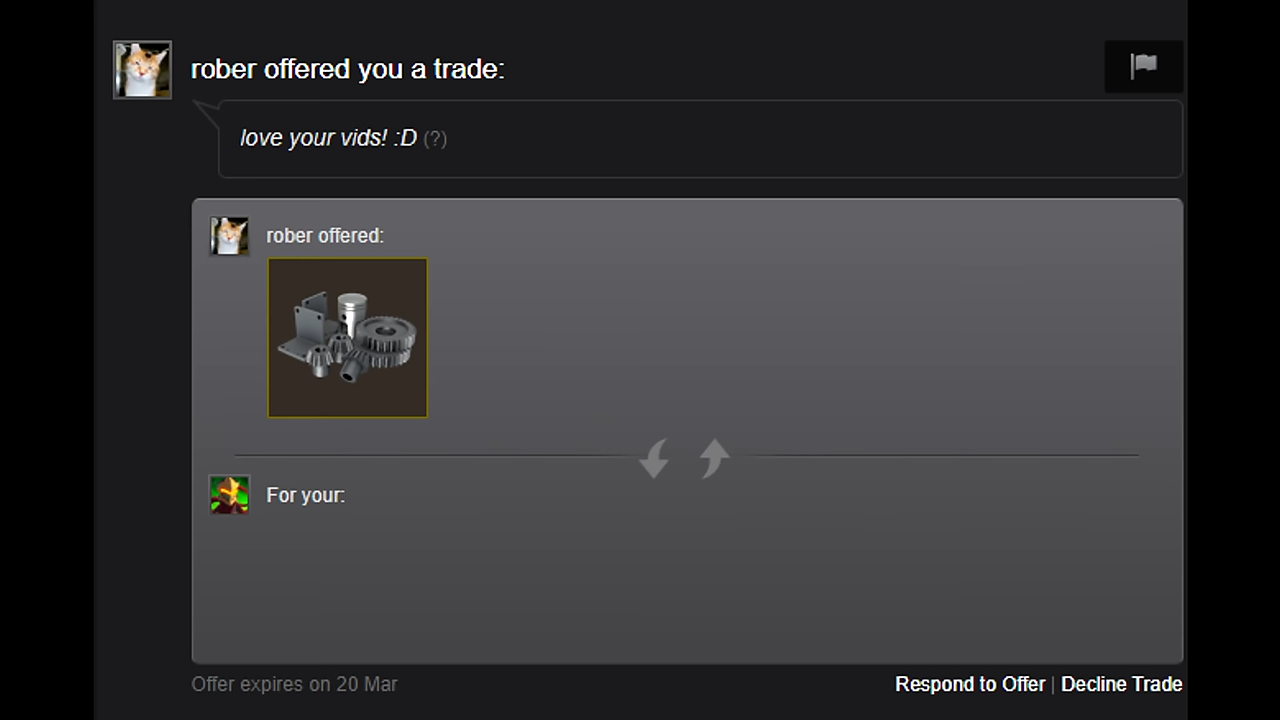 rober offered you a trade:
love your vids! :D (?)
rober offered:
For your:
Offer expires on 20 Mar
Respond to Offer | Decline Trade